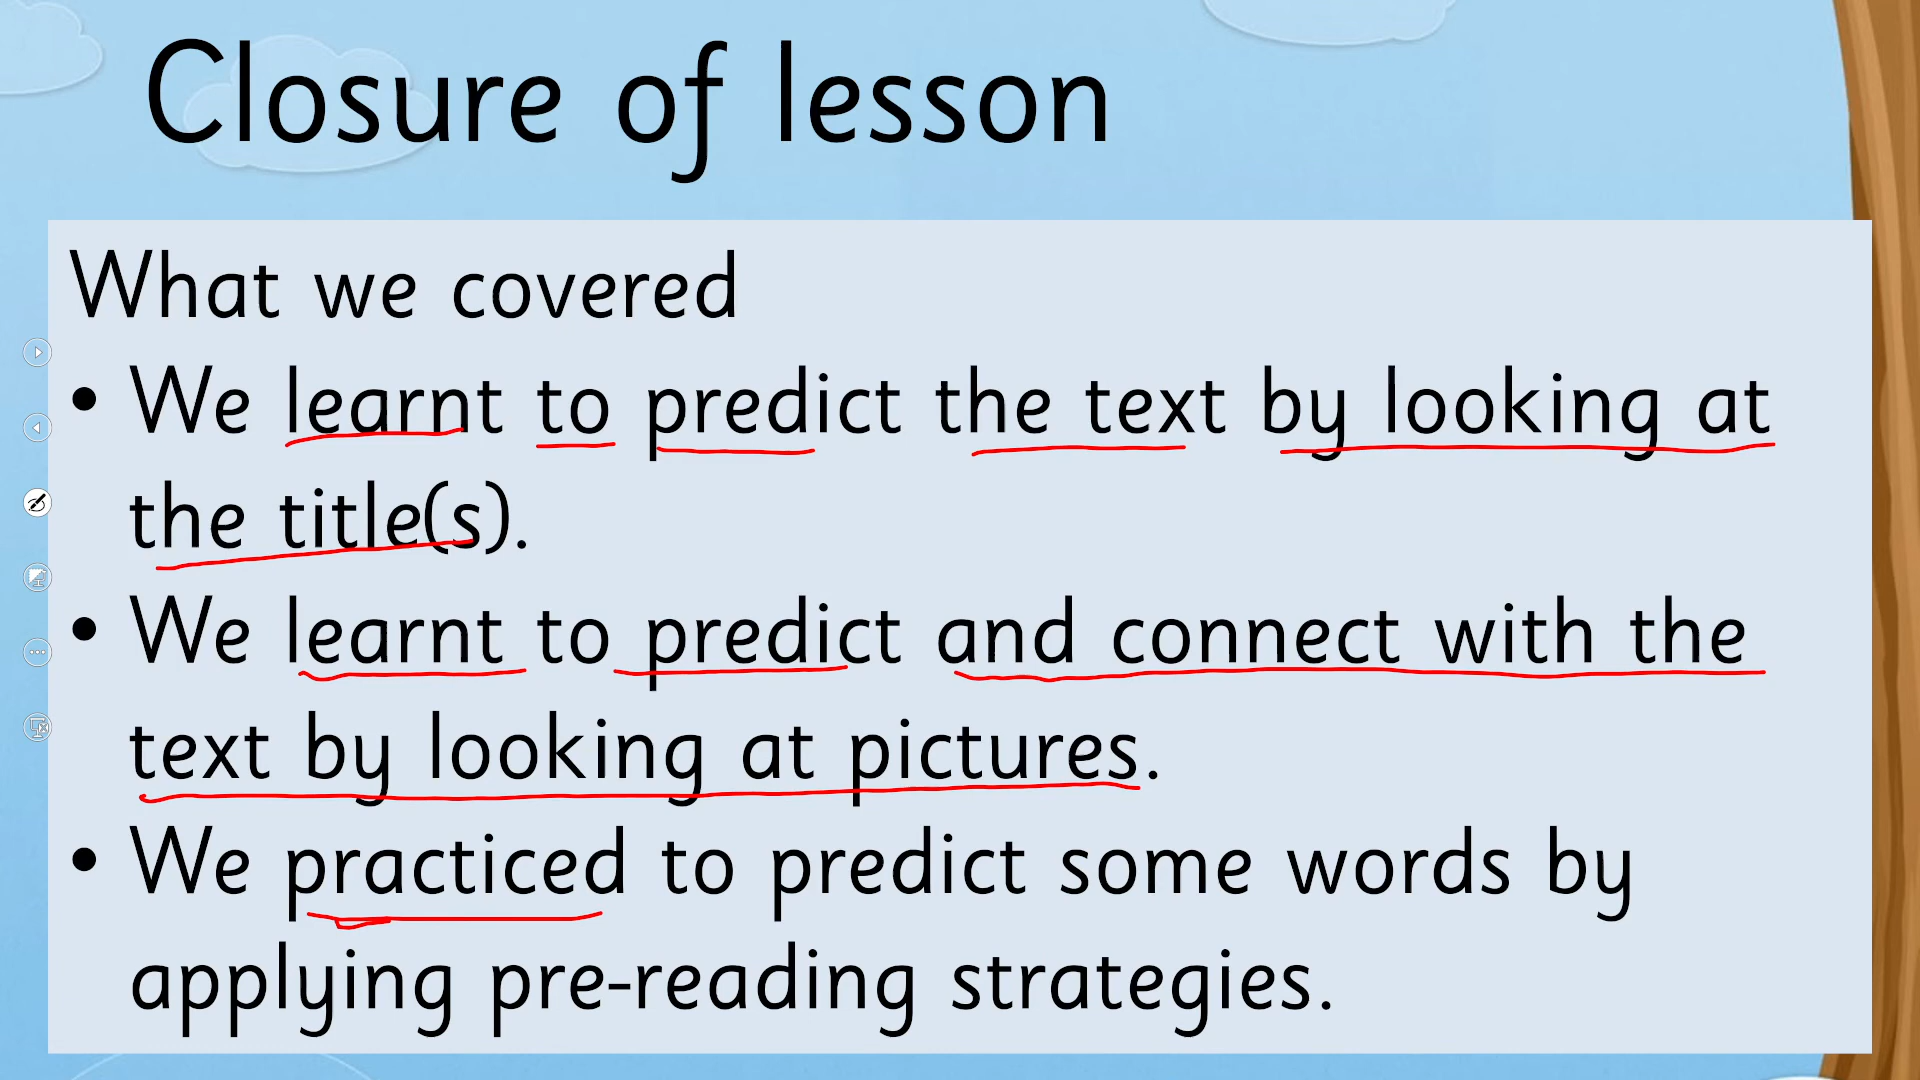 Closure of lesson
What we covered
• We learnt to predict the text by looking at
the title(s).
• We learnt to predict and connect with the
text by looking at pictures.
• We practiced to predict some words by
applying pre-reading strategies.